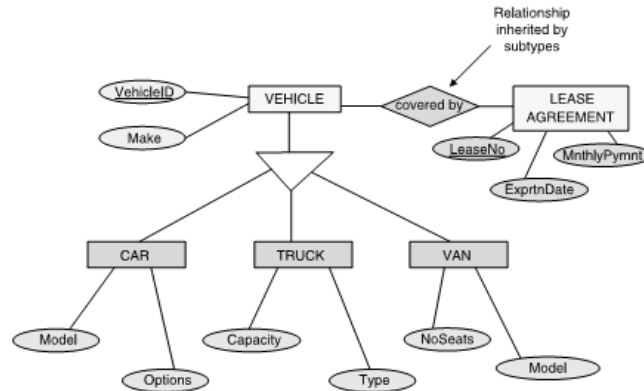 Relationship
inherited by
subtypes
VehicleID
VEHICLE
covered by
LEASE
AGREEMENT
Make
LeaseNo
MnthlyPymnt
ExprtnDate
CAR
TRUCK
VAN
Model
Capacity
NoSeats
Options
Type
Model